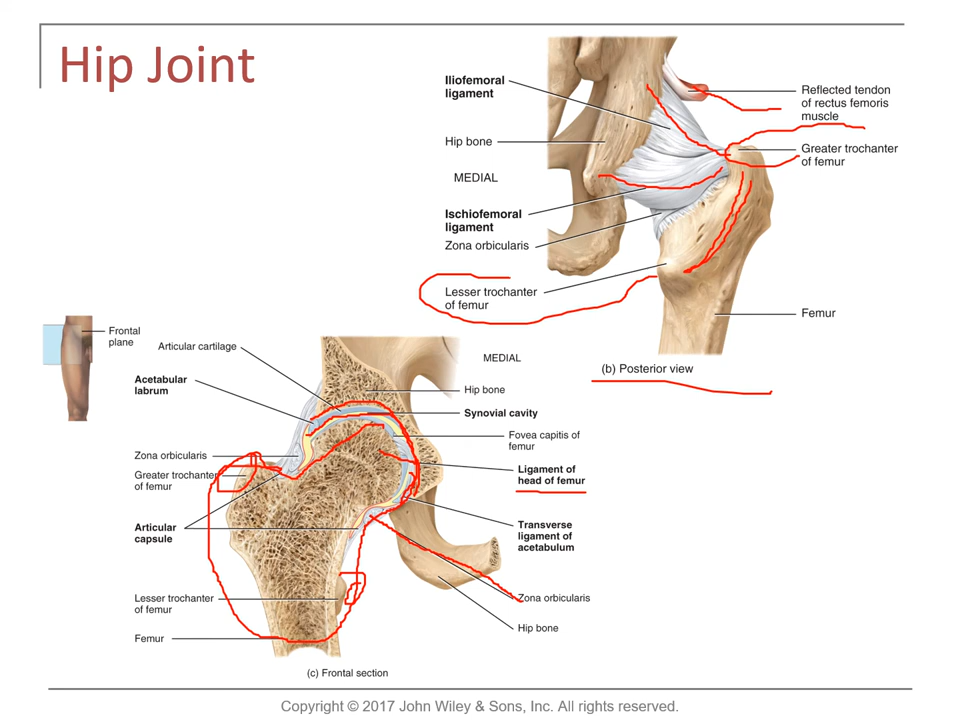 Hip Joint
Iliofemoral
ligament
Reflected tendon
of rectus femoris
muscle
Hip bone
Greater trochanter
of femur
MEDIAL
Ischiofemoral
ligament
Zona orbicularis
Lesser trochanter
of femur
Femur
(b) Posterior view
Frontal
plane
Articular cartilage
MEDIAL
Acetabular
labrum
Hip bone
Synovial cavity
Fovea capitis of
femur
Zona orbicularis
Greater trochanter
of femur
Ligament of
head of femur
Articular
capsule
Transverse
ligament of
acetabulum
Lesser trochanter
of femur
Zona orbicularis
Hip bone
Femur
(c) Frontal section
Copyright © 2017 John Wiley & Sons, Inc. All rights reserved.